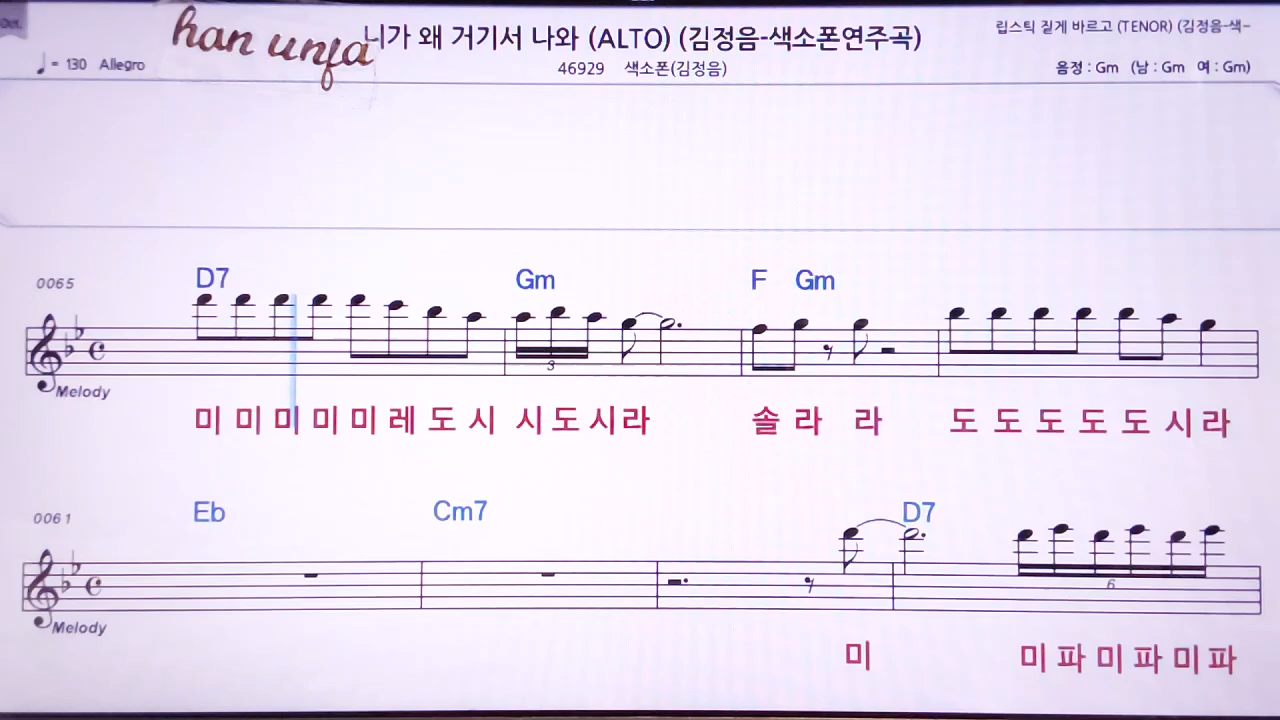 Oct.
han unfa
니가 왜 거기서 나와 (ALTO) (김정음-색소폰연주곡)
립스틱 짙게 바르고 (TENOR) (김정음-색-
♩ = 130 Allegro
46929 색소폰(김정음)
음정 : Gm (남 : Gm 여 : Gm)
0065
D7 Gm F Gm
3
Melody
미 미 미 미 미 레 도 시 시 도 시 라 솔 라 라 도 도 도 도 도 시 라
0061
Eb Cm7 D7
6
Melody
미 미 파 미 파 미 파